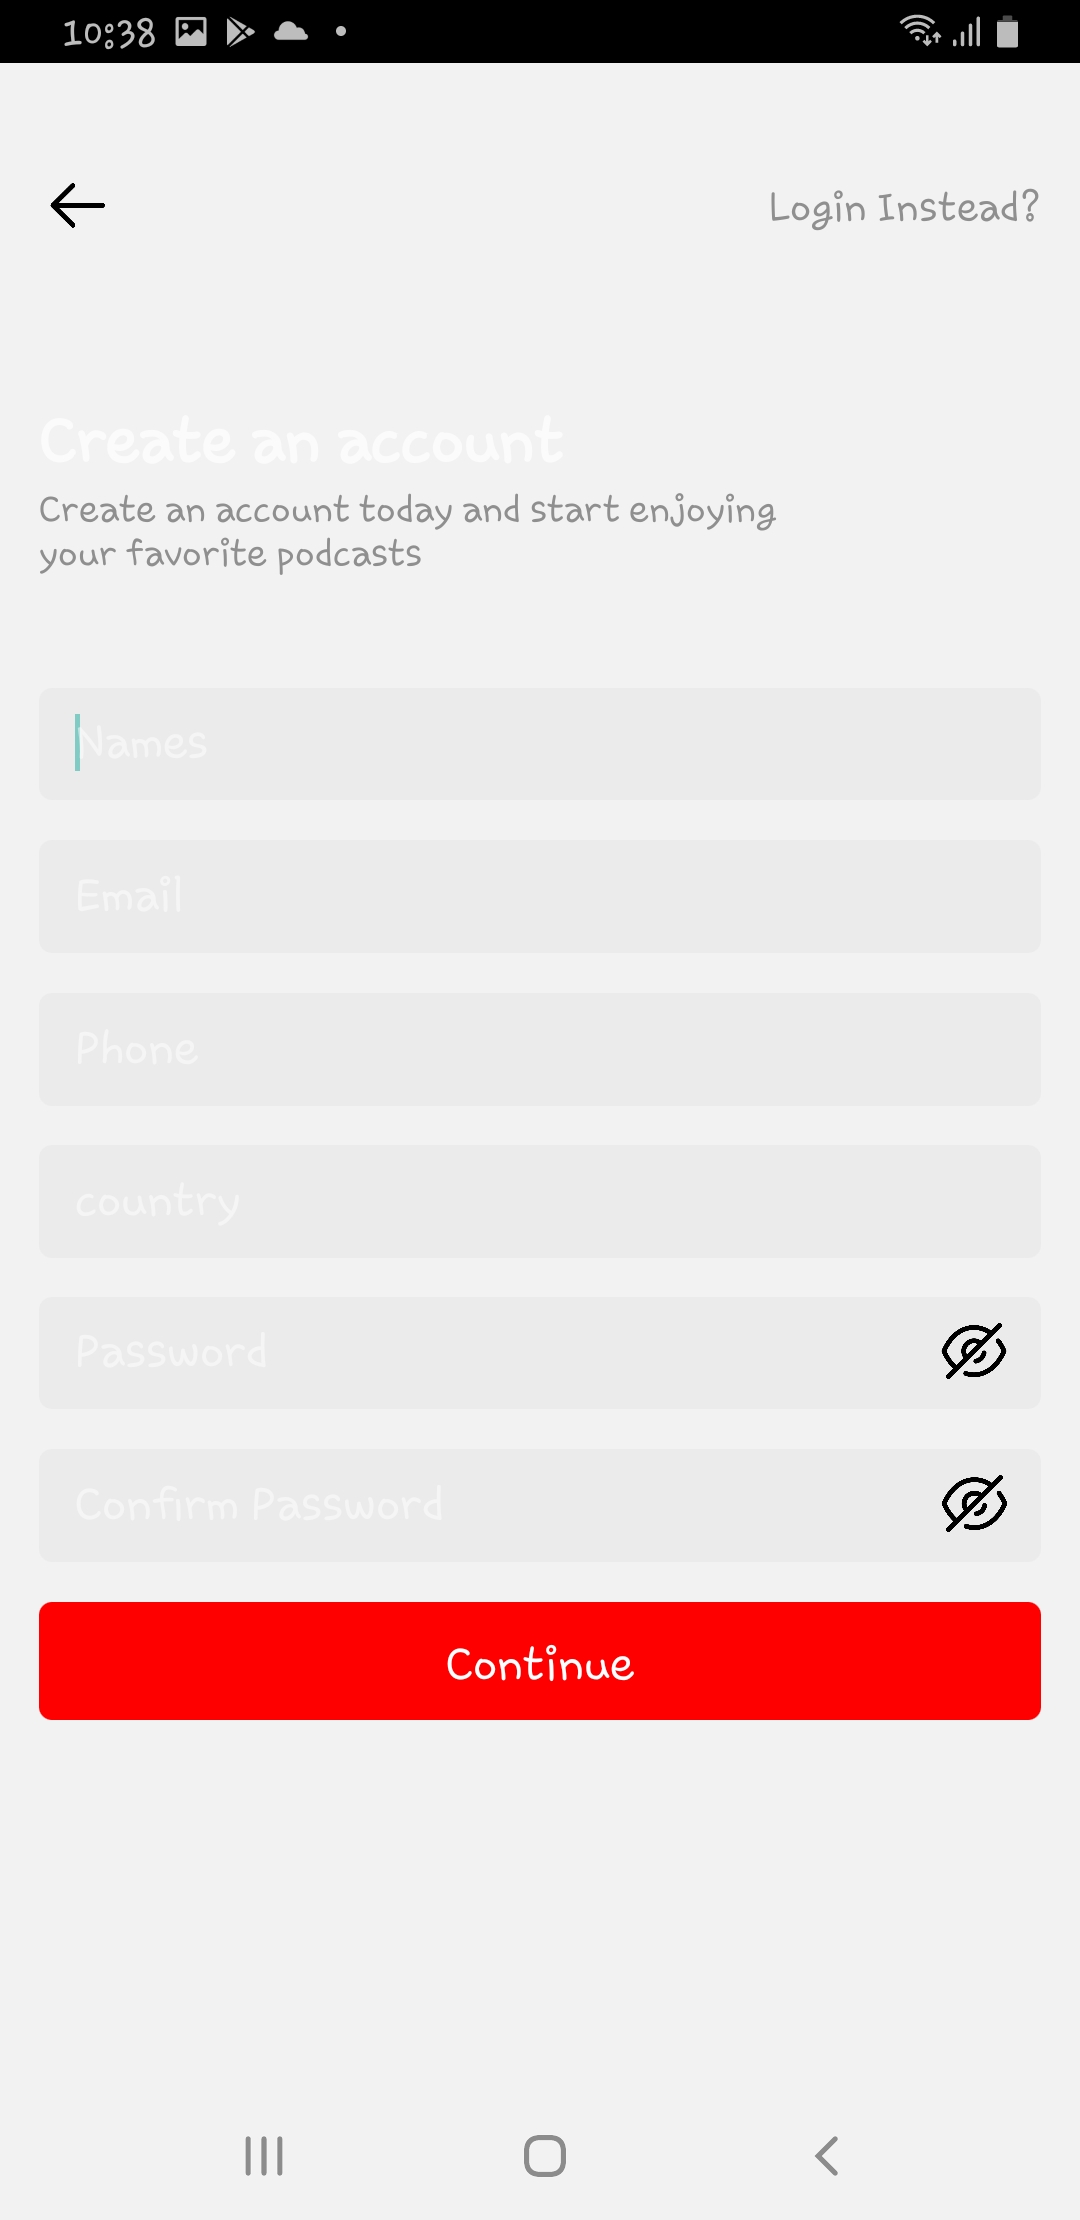 10:38
Login Instead?
Create an account
Create an account today and start enjoying
your favorite podcasts
Names
Email
Phone
country
Password
Confirm Password
Continue